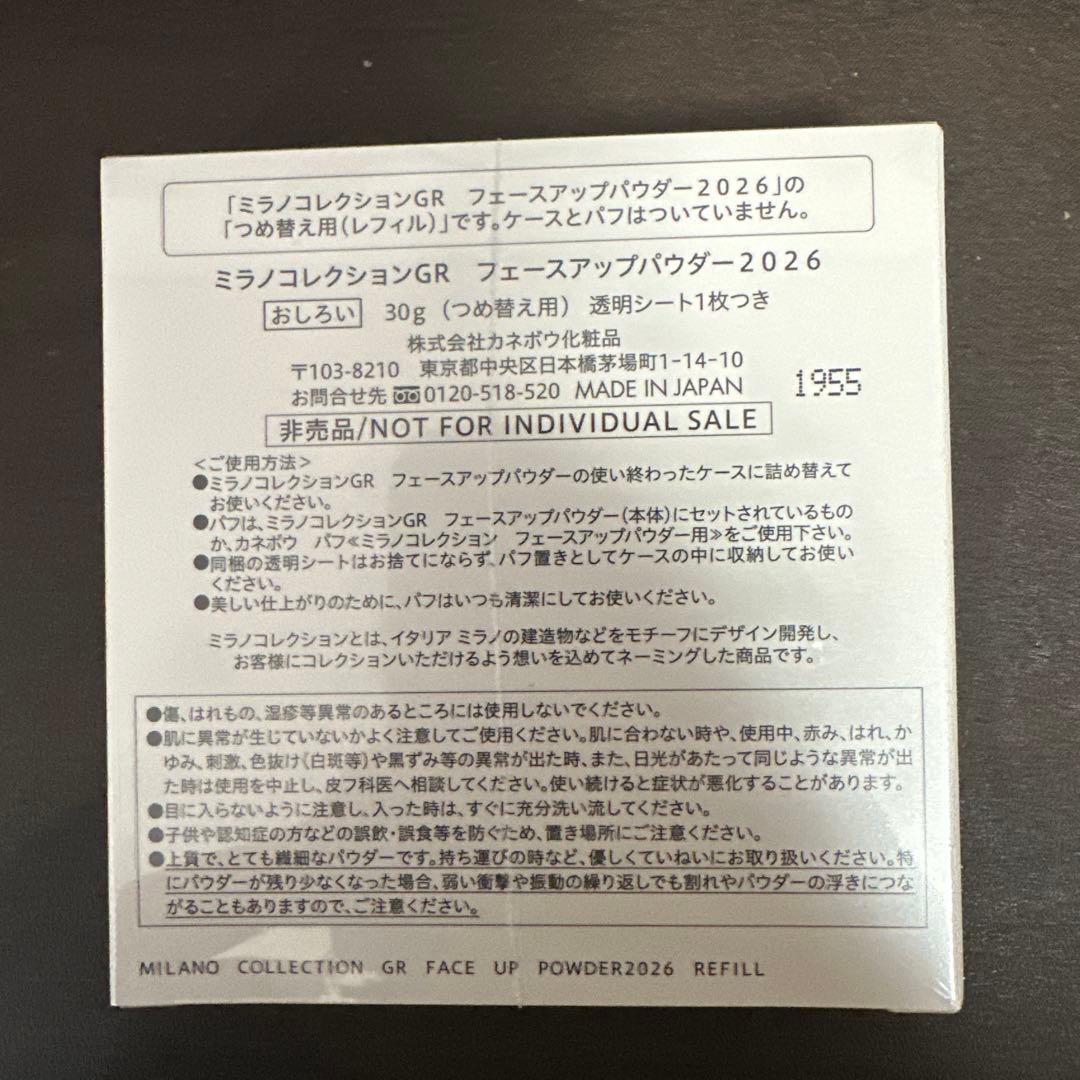 「ミラノコレクションGR　フェースアップパウダー２０２６」の
「つめ替え用（レフィル）」です。ケースとパフはついていません。
ミラノコレクションGR　フェースアップパウダー２０２６
おしろい　30g（つめ替え用）　透明シート1枚つき
株式会社カネボウ化粧品
〒103-8210　東京都中央区日本橋茅場町1-14-10
お問合せ先 0120-518-520　MADE IN JAPAN
1955
非売品/NOT FOR INDIVIDUAL SALE
＜ご使用方法＞
●ミラノコレクションGR　フェースアップパウダーの使い終わったケースに詰め替えて
お使いください。
●パフは、ミラノコレクションGR　フェースアップパウダー（本体）にセットされているもの
か、カネボウ　パフ≪ミラノコレクション　フェースアップパウダー用≫をご使用下さい。
●同梱の透明シートはお捨てにならず、パフ置きとしてケースの中に収納してお使い
ください。
●美しい仕上がりのために、パフはいつも清潔にしてお使いください。
ミラノコレクションとは、イタリア ミラノの建造物などをモチーフにデザイン開発し、
お客様にコレクションいただけるよう想いを込めてネーミングした商品です。
●傷、はれもの、湿疹等異常のあるところには使用しないでください。
●肌に異常が生じていないかよく注意してご使用ください。肌に合わない時や、使用中、赤み、はれ、か
ゆみ、刺激、色抜け（白斑等）や黒ずみ等の異常が出た時、また、日光があたって同じような異常が出
た時は使用を中止し、皮フ科医へ相談してください。使い続けると症状が悪化することがあります。
●目に入らないように注意し、入った時は、すぐに充分洗い流してください。
●子供や認知症の方などの誤飲・誤食等を防ぐため、置き場所にご注意ください。
●上質で、とても繊細なパウダーです。持ち運びの時など、優しくていねいにお取り扱いください。特
にパウダーが残り少なくなった場合、弱い衝撃や振動の繰り返しでも割れやパウダーの浮きにつな
がることもありますので、ご注意ください。
MILANO COLLECTION GR FACE UP POWDER2026 REFILL